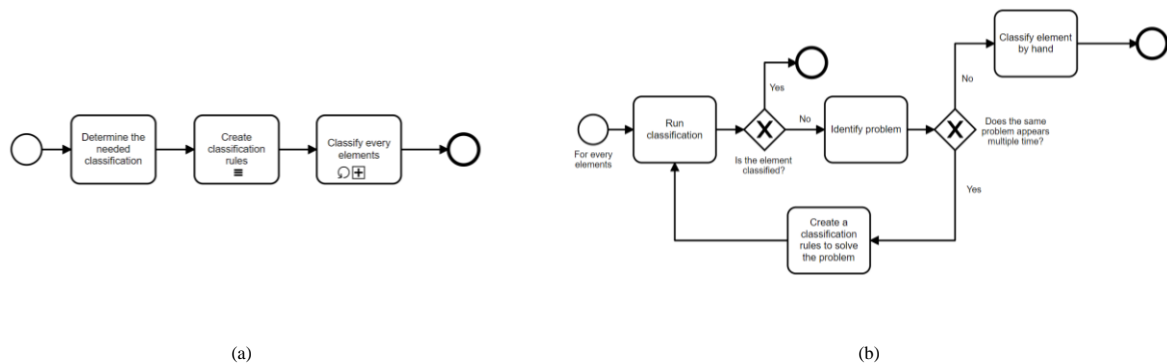 Determine the
needed
classification
Create
classification
rules
Classify every
elements
(a)
For every
elements
Run
classification
Yes
Is the element
classified?
No
Identify problem
No
Classify element
by hand
Does the same
problem appears
multiple time?
Yes
Create a
classification
rules to solve
the problem
(b)